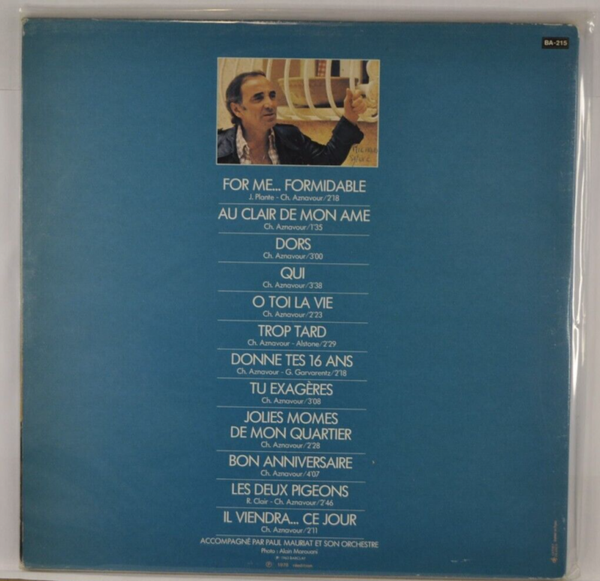 BA-215
FOR ME... FORMIDABLE
J. Plante - Ch. Aznavour/2'18
AU CLAIR DE MON AME
Ch. Aznavour/1'35
DORS
Ch. Aznavour/3'00
QUI
Ch. Aznavour/3'38
O TOI LA VIE
Ch. Aznavour/2'23
TROP TARD
Ch. Aznavour - Alstone/2'29
DONNE TES 16 ANS
Ch. Aznavour - G. Garvarentz/2'18
TU EXAGÈRES
Ch. Aznavour/3'08
JOLIES MOMES
DE MON QUARTIER
Ch. Aznavour/2'28
BON ANNIVERSAIRE
Ch. Aznavour/4'07
LES DEUX PIGEONS
R. Clair - Ch. Aznavour/2'46
IL VIENDRA... CE JOUR
Ch. Aznavour/2'11
ACCOMPAGNÉ PAR PAUL MAURIAT ET SON ORCHESTRE
Photo : Alain Marouani